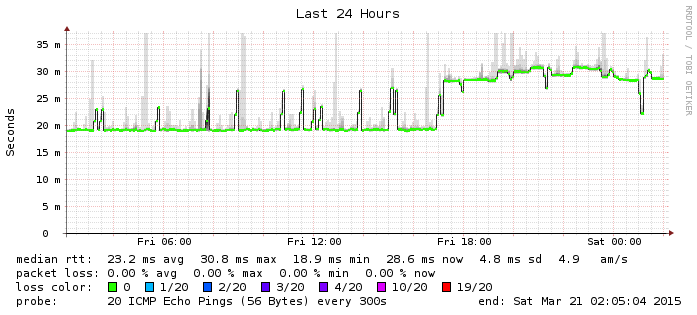 Last 24 Hours
RRDTOOL / TOBI OETIKER
Seconds
35 m
30 m
25 m
20 m
15 m
10 m
5 m
0
Fri 06:00 Fri 12:00 Fri 18:00 Sat 00:00
median rtt: 23.2 ms avg 30.8 ms max 18.9 ms min 28.6 ms now 4.8 ms sd 4.9 am/s
packet loss: 0.00 % avg 0.00 % max 0.00 % min 0.00 % now
loss color: 0 1/20 2/20 3/20 4/20 10/20 19/20
probe: 20 ICMP Echo Pings (56 Bytes) every 300s end: Sat Mar 21 02:05:04 2015